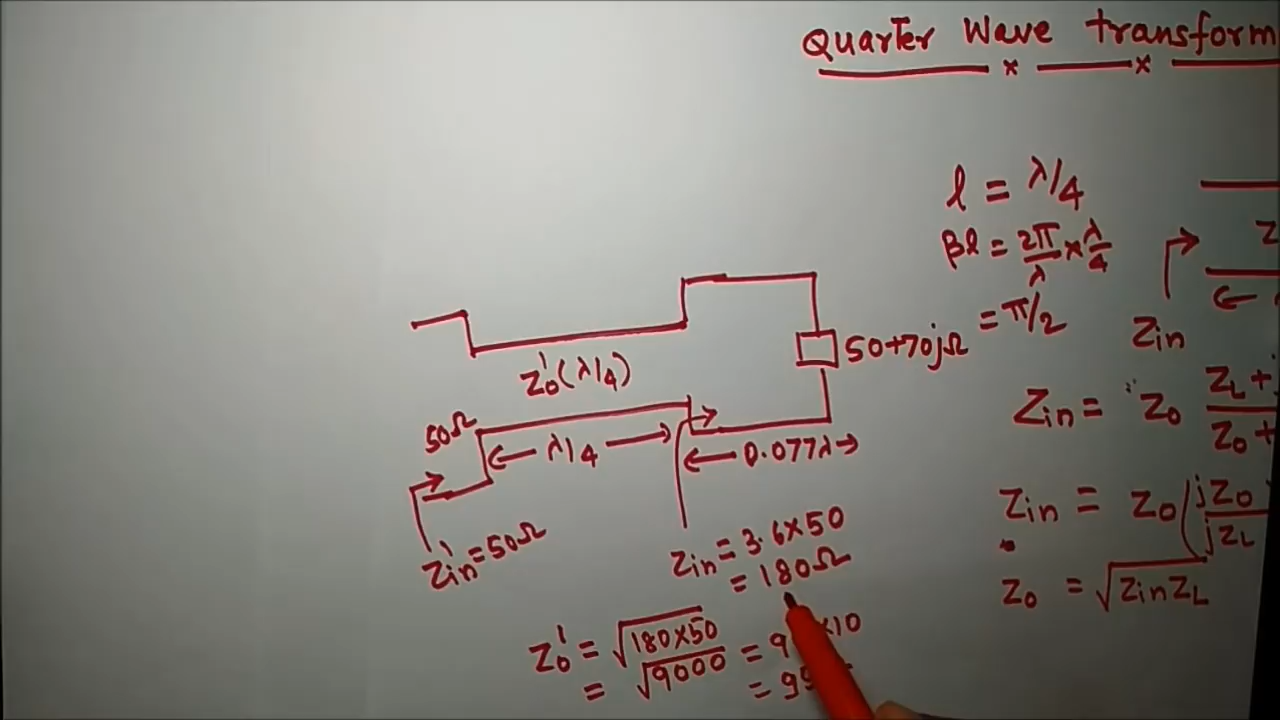 Quarter Wave transform
l = λ/4
βl = 2π/λ × λ/4
= π/2
Z
Zin
50+70jΩ
Z₀'(λ/4)
50Ω
λ/4
0.077λ
Zin = Z₀ ZL+/Z₀+
Zin'=50Ω
Zin = 3.6×50
= 180Ω
Zin = Z₀(jZ₀/jZL
Z₀ = √ZinZL
Z₀' = √180×50
= √9000 = 9 ×10